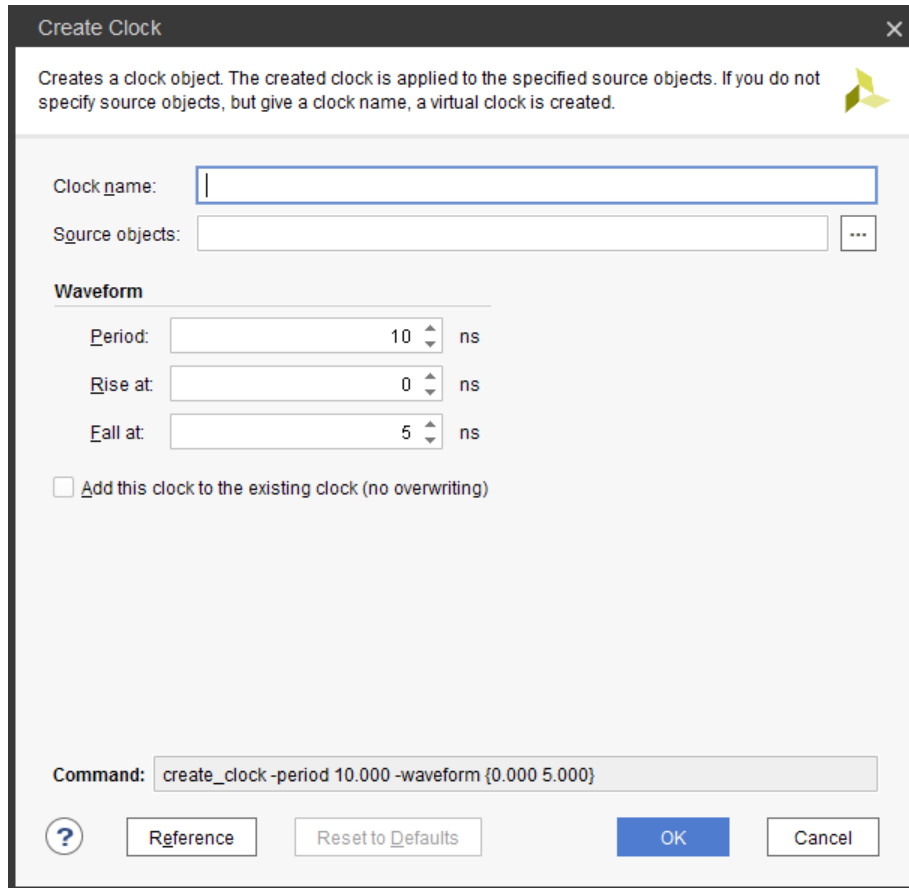 Create Clock
Creates a clock object. The created clock is applied to the specified source objects. If you do not
specify source objects, but give a clock name, a virtual clock is created.
Clock name:
Source objects:
...
Waveform
Period: 10 ns
Rise at: 0 ns
Fall at: 5 ns
Add this clock to the existing clock (no overwriting)
Command: create_clock -period 10.000 -waveform {0.000 5.000}
? Reference Reset to Defaults OK Cancel